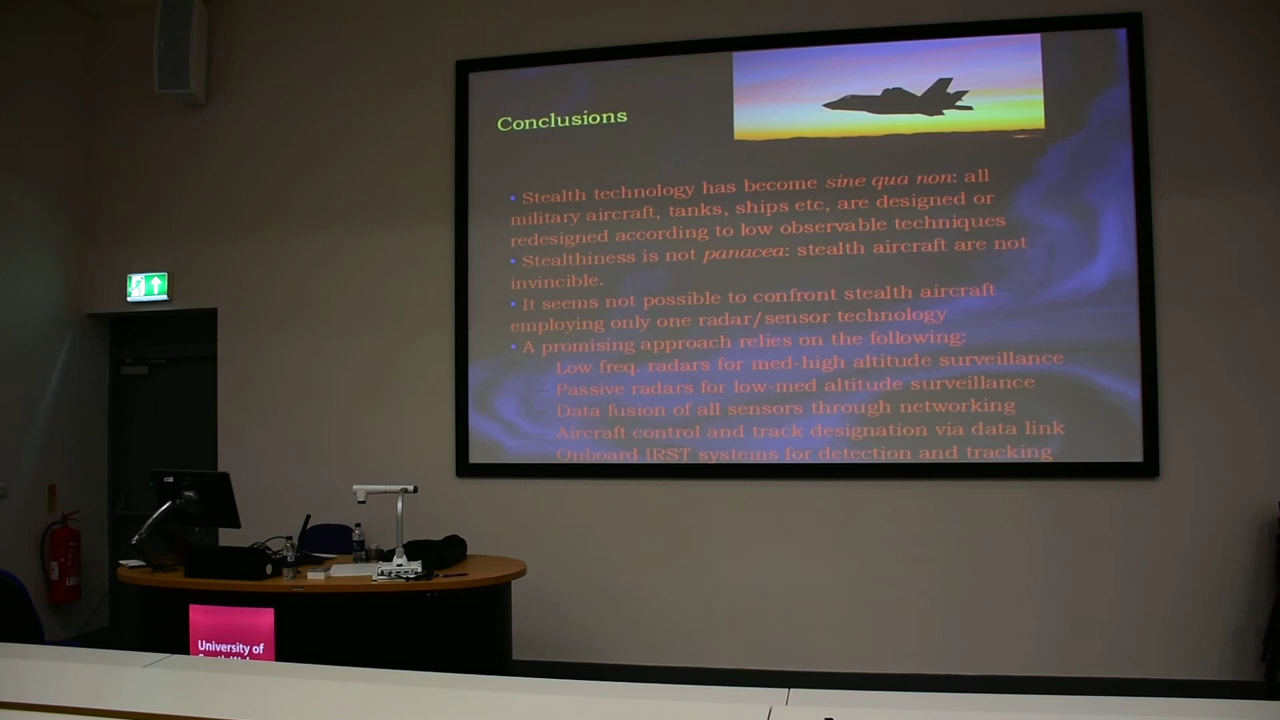 Conclusions
• Stealth technology has become sine qua non: all
military aircraft, tanks, ships etc, are designed or
redesigned according to low observable techniques
• Stealthiness is not panacea: stealth aircraft are not
invincible.
• It seems not possible to confront stealth aircraft
employing only one radar/sensor technology
• A promising approach relies on the following:
– Low freq. radars for med-high altitude surveillance
– Passive radars for low-med altitude surveillance
– Data fusion of all sensors through networking
– Aircraft control and track designation via data link
– Onboard IRST systems for detection and tracking
University of